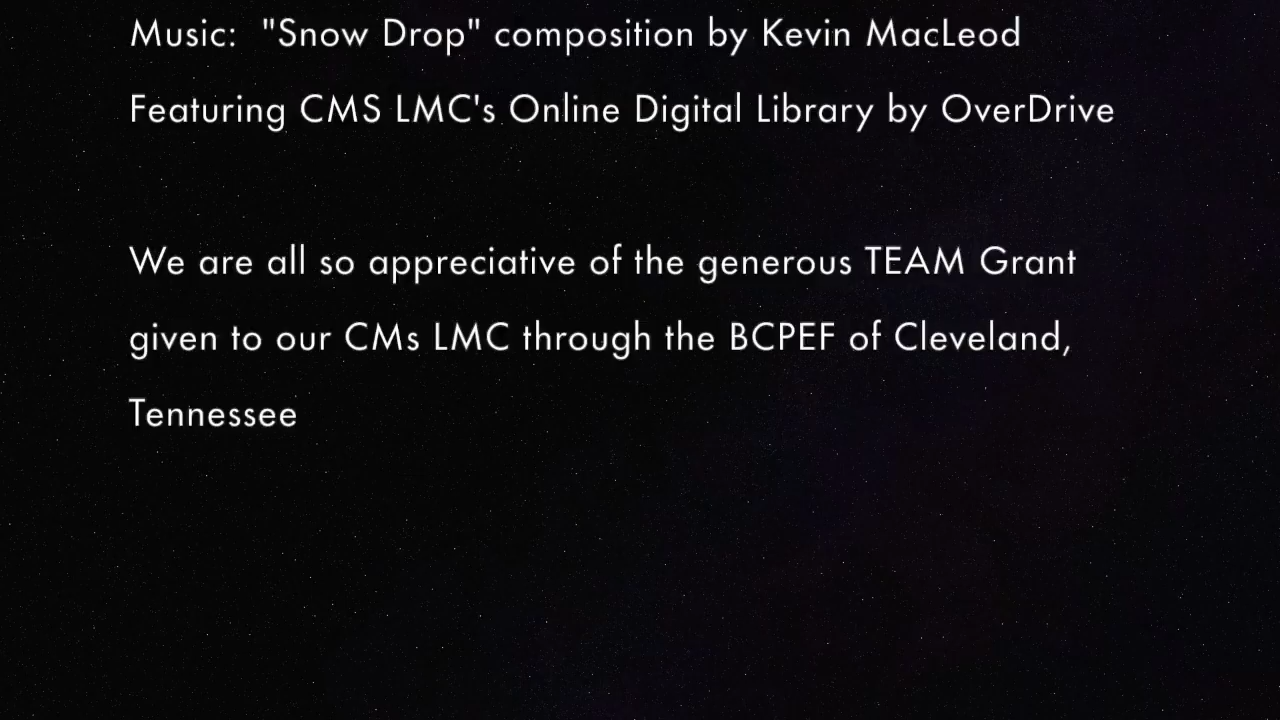 Music:  "Snow Drop" composition by Kevin MacLeod
Featuring CMS LMC's Online Digital Library by OverDrive
We are all so appreciative of the generous TEAM Grant
given to our CMs LMC through the BCPEF of Cleveland,
Tennessee